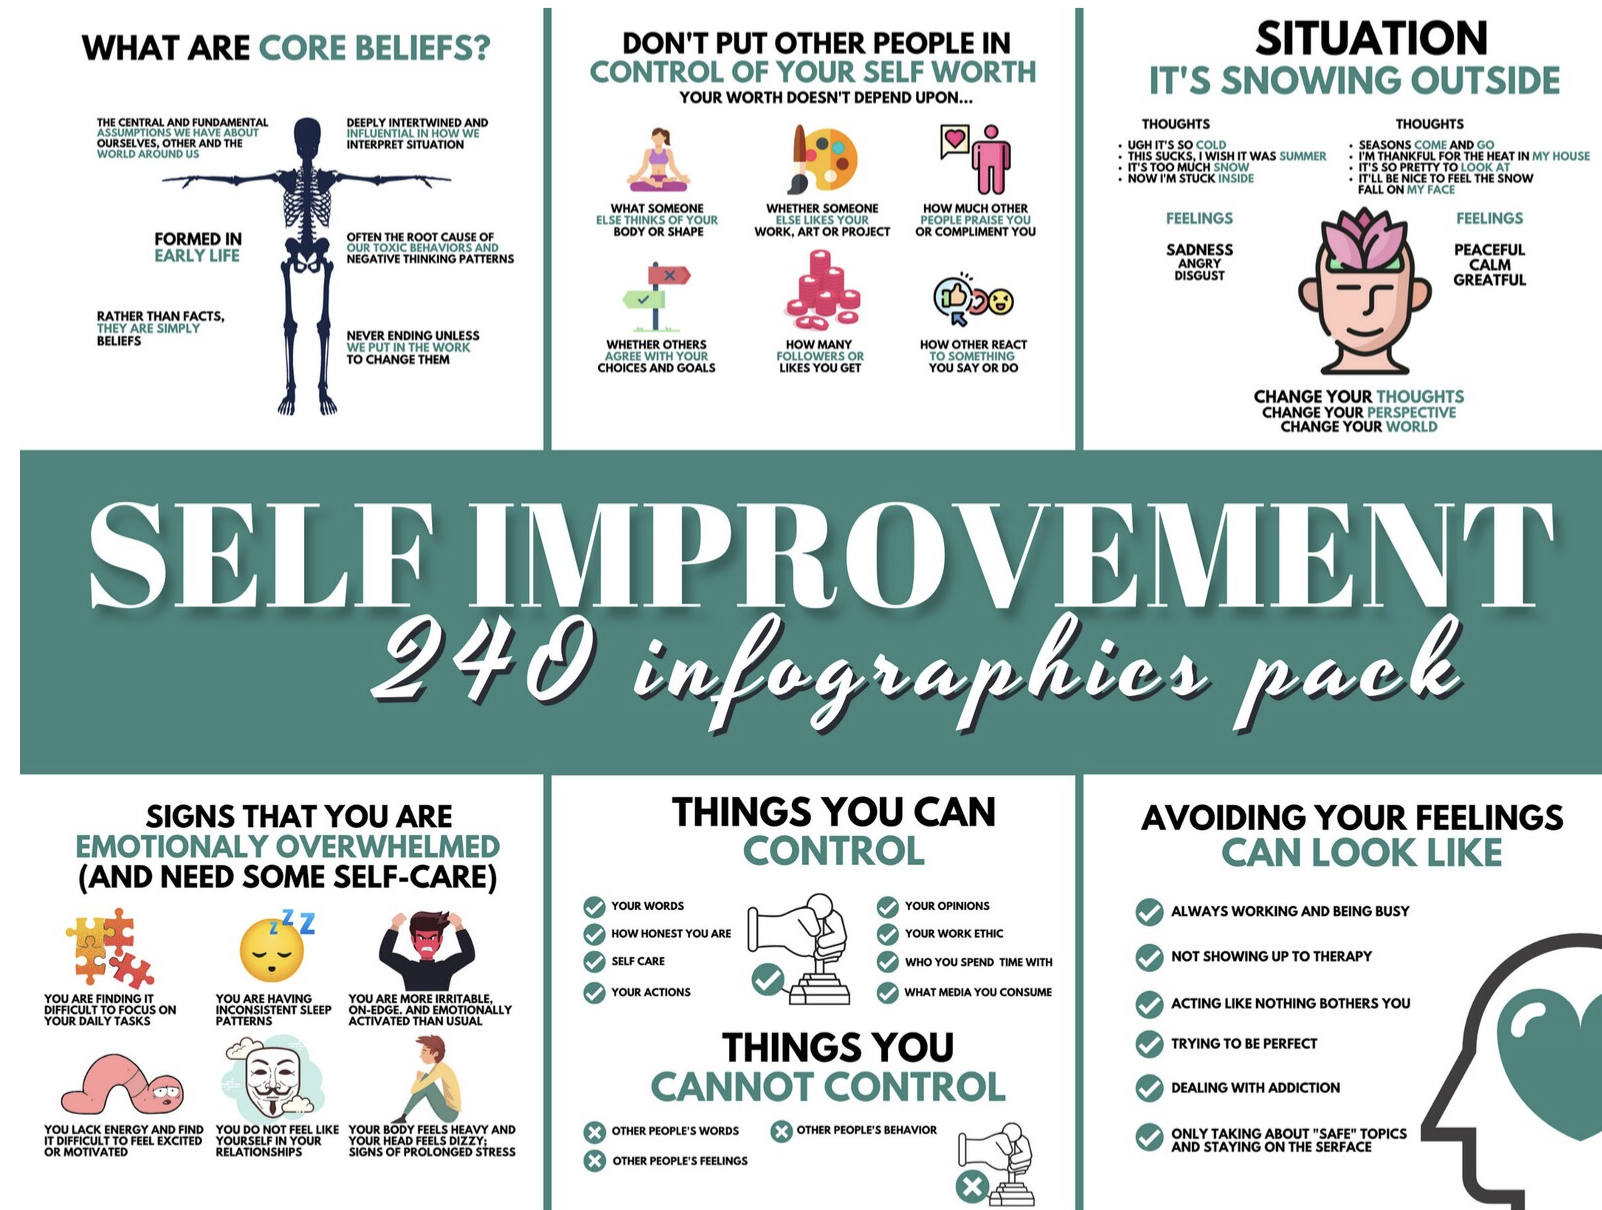 WHAT ARE CORE BELIEFS?
THE CENTRAL AND FUNDAMENTAL
ASSUMPTIONS WE HAVE ABOUT
OURSELVES, OTHER AND THE
WORLD AROUND US
DEEPLY INTERTWINED AND
INFLUENTIAL IN HOW WE
INTERPRET SITUATION
FORMED IN
EARLY LIFE
OFTEN THE ROOT CAUSE OF
OUR TOXIC BEHAVIORS AND
NEGATIVE THINKING PATTERNS
RATHER THAN FACTS,
THEY ARE SIMPLY
BELIEFS
NEVER ENDING UNLESS
WE PUT IN THE WORK
TO CHANGE THEM
DON'T PUT OTHER PEOPLE IN
CONTROL OF YOUR SELF WORTH
YOUR WORTH DOESN'T DEPEND UPON...
WHAT SOMEONE
ELSE THINKS OF YOUR
BODY OR SHAPE
WHETHER SOMEONE
ELSE LIKES YOUR
WORK, ART OR PROJECT
HOW MUCH OTHER
PEOPLE PRAISE YOU
OR COMPLIMENT YOU
WHETHER OTHERS
AGREE WITH YOUR
CHOICES AND GOALS
HOW MANY
FOLLOWERS OR
LIKES YOU GET
HOW OTHER REACT
TO SOMETHING
YOU SAY OR DO
SITUATION
IT'S SNOWING OUTSIDE
THOUGHTS
• UGH IT'S SO COLD
• THIS SUCKS, I WISH IT WAS SUMMER
• IT'S TOO MUCH SNOW
• NOW I'M STUCK INSIDE
THOUGHTS
• SEASONS COME AND GO
• I'M THANKFUL FOR THE HEAT IN MY HOUSE
• IT'S SO PRETTY TO LOOK AT
• IT'LL BE NICE TO FEEL THE SNOW
FALL ON MY FACE
FEELINGS
SADNESS
ANGRY
DISGUST
FEELINGS
PEACEFUL
CALM
GREATFUL
CHANGE YOUR THOUGHTS
CHANGE YOUR PERSPECTIVE
CHANGE YOUR WORLD
SELF IMPROVEMENT
240 infographics pack
SIGNS THAT YOU ARE
EMOTIONALY OVERWHELMED
(AND NEED SOME SELF-CARE)
Z Z Z
YOU ARE FINDING IT
DIFFICULT TO FOCUS ON
YOUR DAILY TASKS
YOU ARE HAVING
INCONSISTENT SLEEP
PATTERNS
YOU ARE MORE IRRITABLE,
ON-EDGE. AND EMOTIONALLY
ACTIVATED THAN USUAL
YOU LACK ENERGY AND FIND
IT DIFFICULT TO FEEL EXCITED
OR MOTIVATED
YOU DO NOT FEEL LIKE
YOURSELF IN YOUR
RELATIONSHIPS
YOUR BODY FEELS HEAVY AND
YOUR HEAD FEELS DIZZY;
SIGNS OF PROLONGED STRESS
THINGS YOU CAN
CONTROL
YOUR WORDS
HOW HONEST YOU ARE
SELF CARE
YOUR ACTIONS
YOUR OPINIONS
YOUR WORK ETHIC
WHO YOU SPEND TIME WITH
WHAT MEDIA YOU CONSUME
THINGS YOU
CANNOT CONTROL
OTHER PEOPLE'S WORDS
OTHER PEOPLE'S BEHAVIOR
OTHER PEOPLE'S FEELINGS
AVOIDING YOUR FEELINGS
CAN LOOK LIKE
ALWAYS WORKING AND BEING BUSY
NOT SHOWING UP TO THERAPY
ACTING LIKE NOTHING BOTHERS YOU
TRYING TO BE PERFECT
DEALING WITH ADDICTION
ONLY TAKING ABOUT "SAFE" TOPICS
AND STAYING ON THE SERFACE